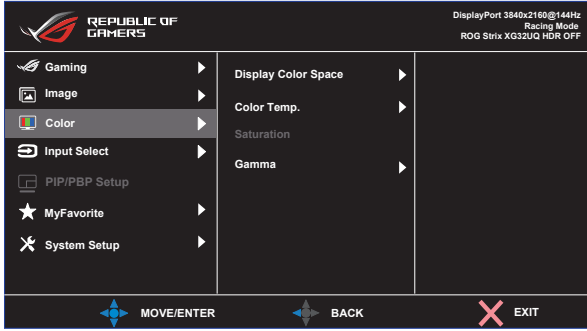 REPUBLIC OF
GAMERS
DisplayPort 3840x2160@144Hz
Racing Mode
ROG Strix XG32UQ HDR OFF
Gaming
Image
Color
Input Select
PIP/PBP Setup
MyFavorite
System Setup
Display Color Space
Color Temp.
Saturation
Gamma
MOVE/ENTER
BACK
EXIT